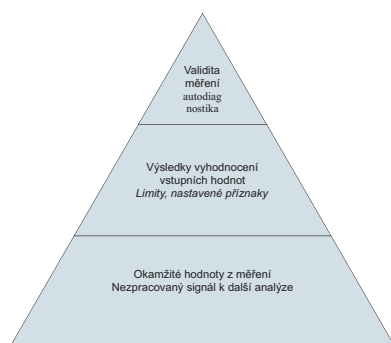 Validita
měření
autodiag
nostika
Výsledky vyhodnocení
vstupních hodnot
Limity, nastavené příznaky
Okamžité hodnoty z měření
Nezpracovaný signál k další analýze